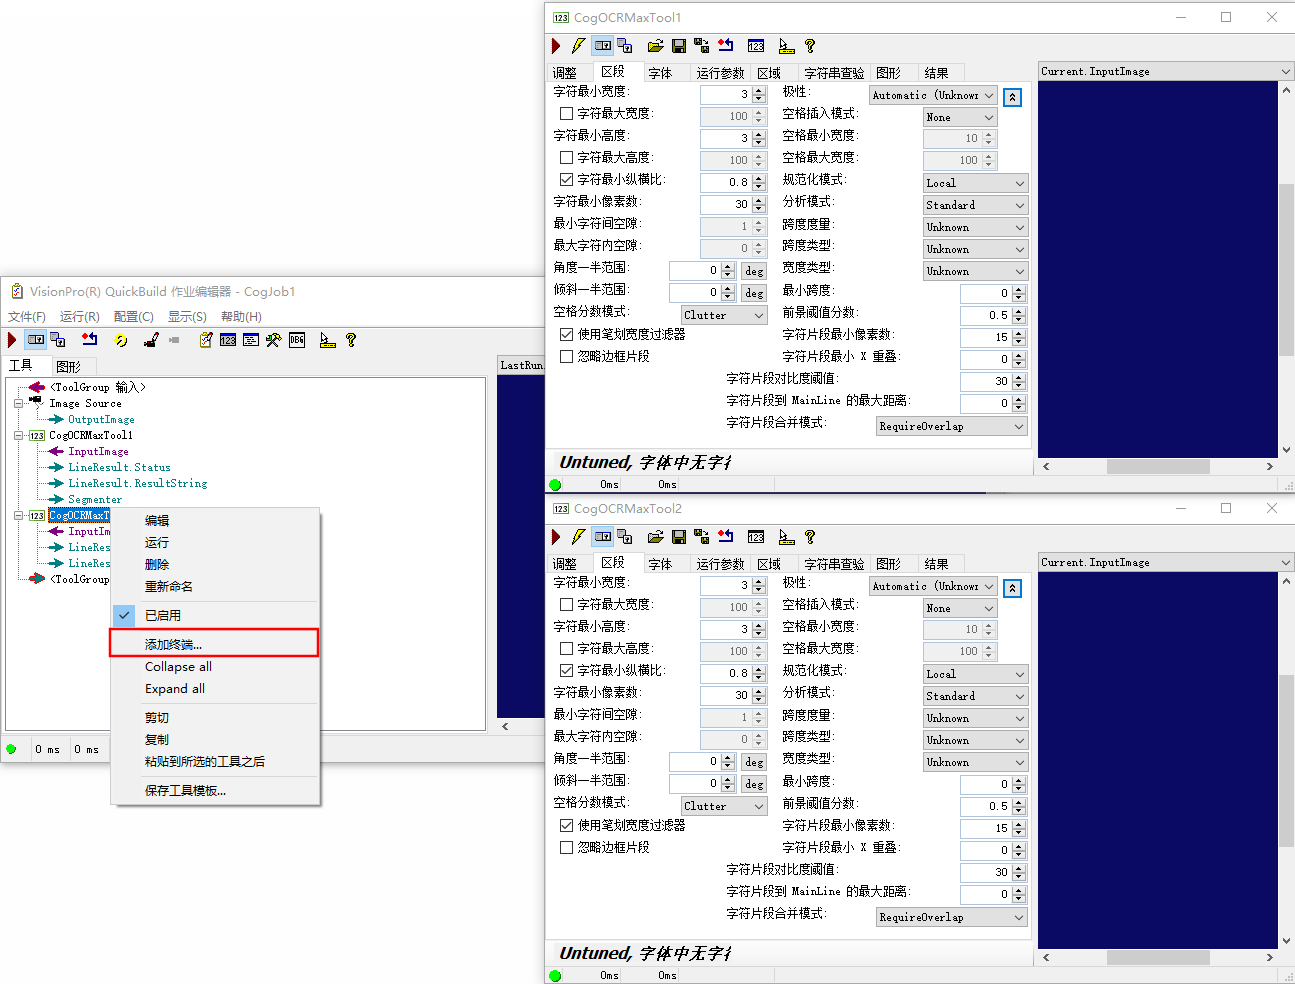 CogOCRMaxTool1
调整 区段 字体 运行参数 区域 字符串查验 图形 结果
Current.InputImage
字符最小宽度: 3 极性: Automatic (Unknown
字符最大宽度: 100 空格插入模式: None
字符最小高度: 3 空格最小宽度: 10
字符最大高度: 100 空格最大宽度: 100
字符最小纵横比: 0.8 规范化模式: Local
字符最小像素数: 30 分析模式: Standard
最小字符间空隙: 1 跨度度量: Unknown
最大字符内空隙: 0 跨度类型: Unknown
角度一半范围: 0 deg 宽度类型: Unknown
倾斜一半范围: 0 deg 最小跨度: 0
空格分数模式: Clutter 前景阈值分数: 0.5
使用笔划宽度过滤器 字符片段最小像素数: 15
忽略边框片段 字符片段最小 X 重叠: 0
字符片段对比度阈值: 30
字符片段到 MainLine 的最大距离: 0
字符片段合并模式: RequireOverlap
Untuned, 字体中无字
0ms 0ms
VisionPro(R) QuickBuild 作业编辑器 - CogJob1
文件(F) 运行(R) 配置(C) 显示(S) 帮助(H)
工具 图形
LastRun.
<ToolGroup 输入>
Image Source
OutputImage
CogOCRMaxTool1
InputImage
LineResult.Status
LineResult.ResultString
Segmenter
CogOCRMaxT
InputIm
LineRes
LineRes
<ToolGroup
编辑
运行
删除
重新命名
已启用
添加终端...
Collapse all
Expand all
剪切
复制
粘贴到所选的工具之后
保存工具模板...
0 ms 0 ms
CogOCRMaxTool2
调整 区段 字体 运行参数 区域 字符串查验 图形 结果
Current.InputImage
字符最小宽度: 3 极性: Automatic (Unknown
字符最大宽度: 100 空格插入模式: None
字符最小高度: 3 空格最小宽度: 10
字符最大高度: 100 空格最大宽度: 100
字符最小纵横比: 0.8 规范化模式: Local
字符最小像素数: 30 分析模式: Standard
最小字符间空隙: 1 跨度度量: Unknown
最大字符内空隙: 0 跨度类型: Unknown
角度一半范围: 0 deg 宽度类型: Unknown
倾斜一半范围: 0 deg 最小跨度: 0
空格分数模式: Clutter 前景阈值分数: 0.5
使用笔划宽度过滤器 字符片段最小像素数: 15
忽略边框片段 字符片段最小 X 重叠: 0
字符片段对比度阈值: 30
字符片段到 MainLine 的最大距离: 0
字符片段合并模式: RequireOverlap
Untuned, 字体中无字
0ms 0ms